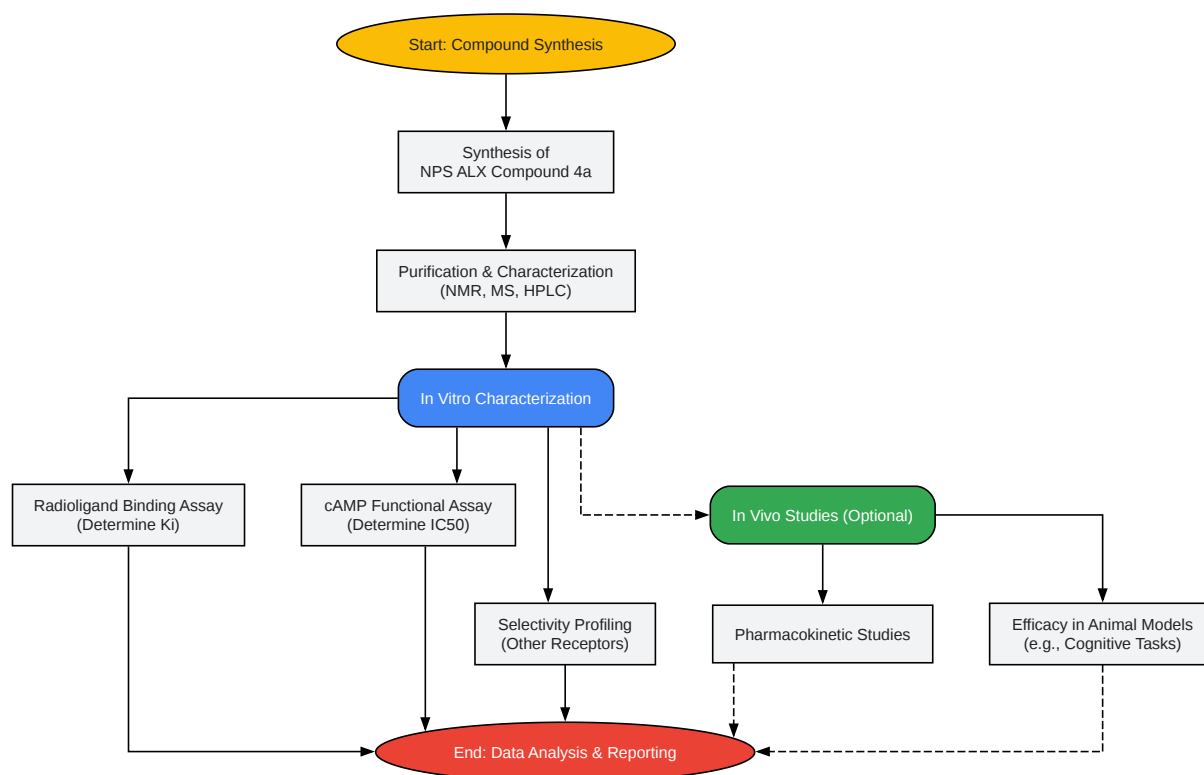 Start: Compound Synthesis
Synthesis of
NPS ALX Compound 4a
Purification & Characterization
(NMR, MS, HPLC)
In Vitro Characterization
Radioligand Binding Assay
(Determine Ki)
cAMP Functional Assay
(Determine IC50)
In Vivo Studies (Optional)
Selectivity Profiling
(Other Receptors)
Pharmacokinetic Studies
Efficacy in Animal Models
(e.g., Cognitive Tasks)
End: Data Analysis & Reporting